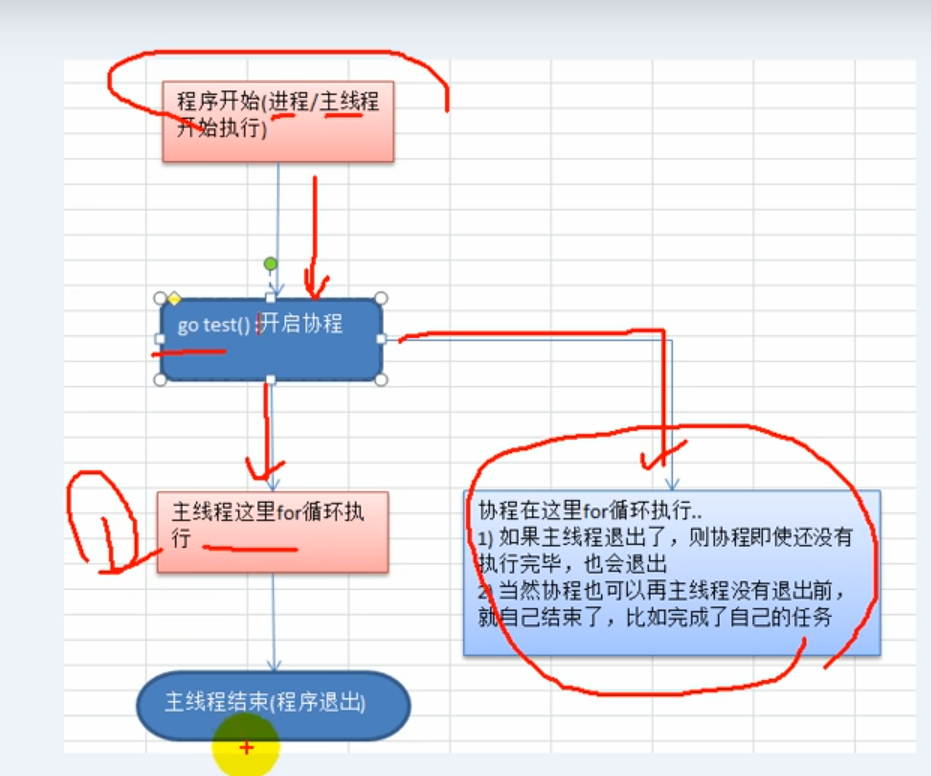 程序开始(进程/主线程
开始执行)
go test() :开启协程
主线程这里for循环执
行
协程在这里for循环执行..
1) 如果主线程退出了，则协程即使还没有
执行完毕，也会退出
2) 当然协程也可以再主线程没有退出前，
就自己结束了，比如完成了自己的任务
主线程结束(程序退出)